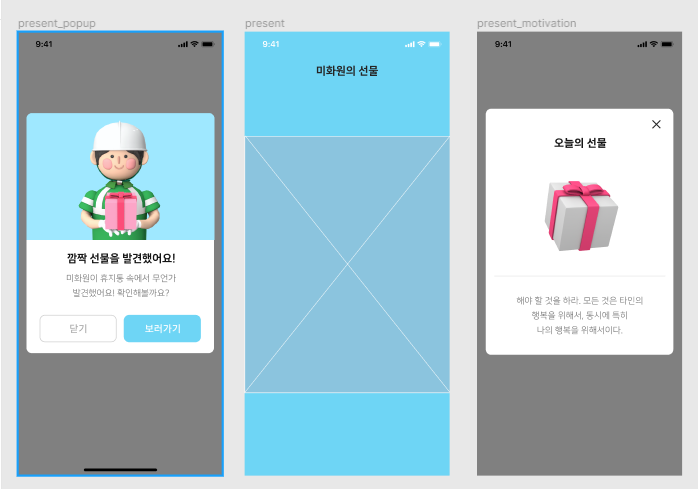 present_popup
9:41
깜짝 선물을 발견했어요!
미화원이 휴지통 속에서 무언가
발견했어요! 확인해볼까요?
닫기
보러가기
present
9:41
미화원의 선물
present_motivation
9:41
오늘의 선물
해야 할 것을 하라. 모든 것은 타인의
행복을 위해서, 동시에 특히
나의 행복을 위해서이다.